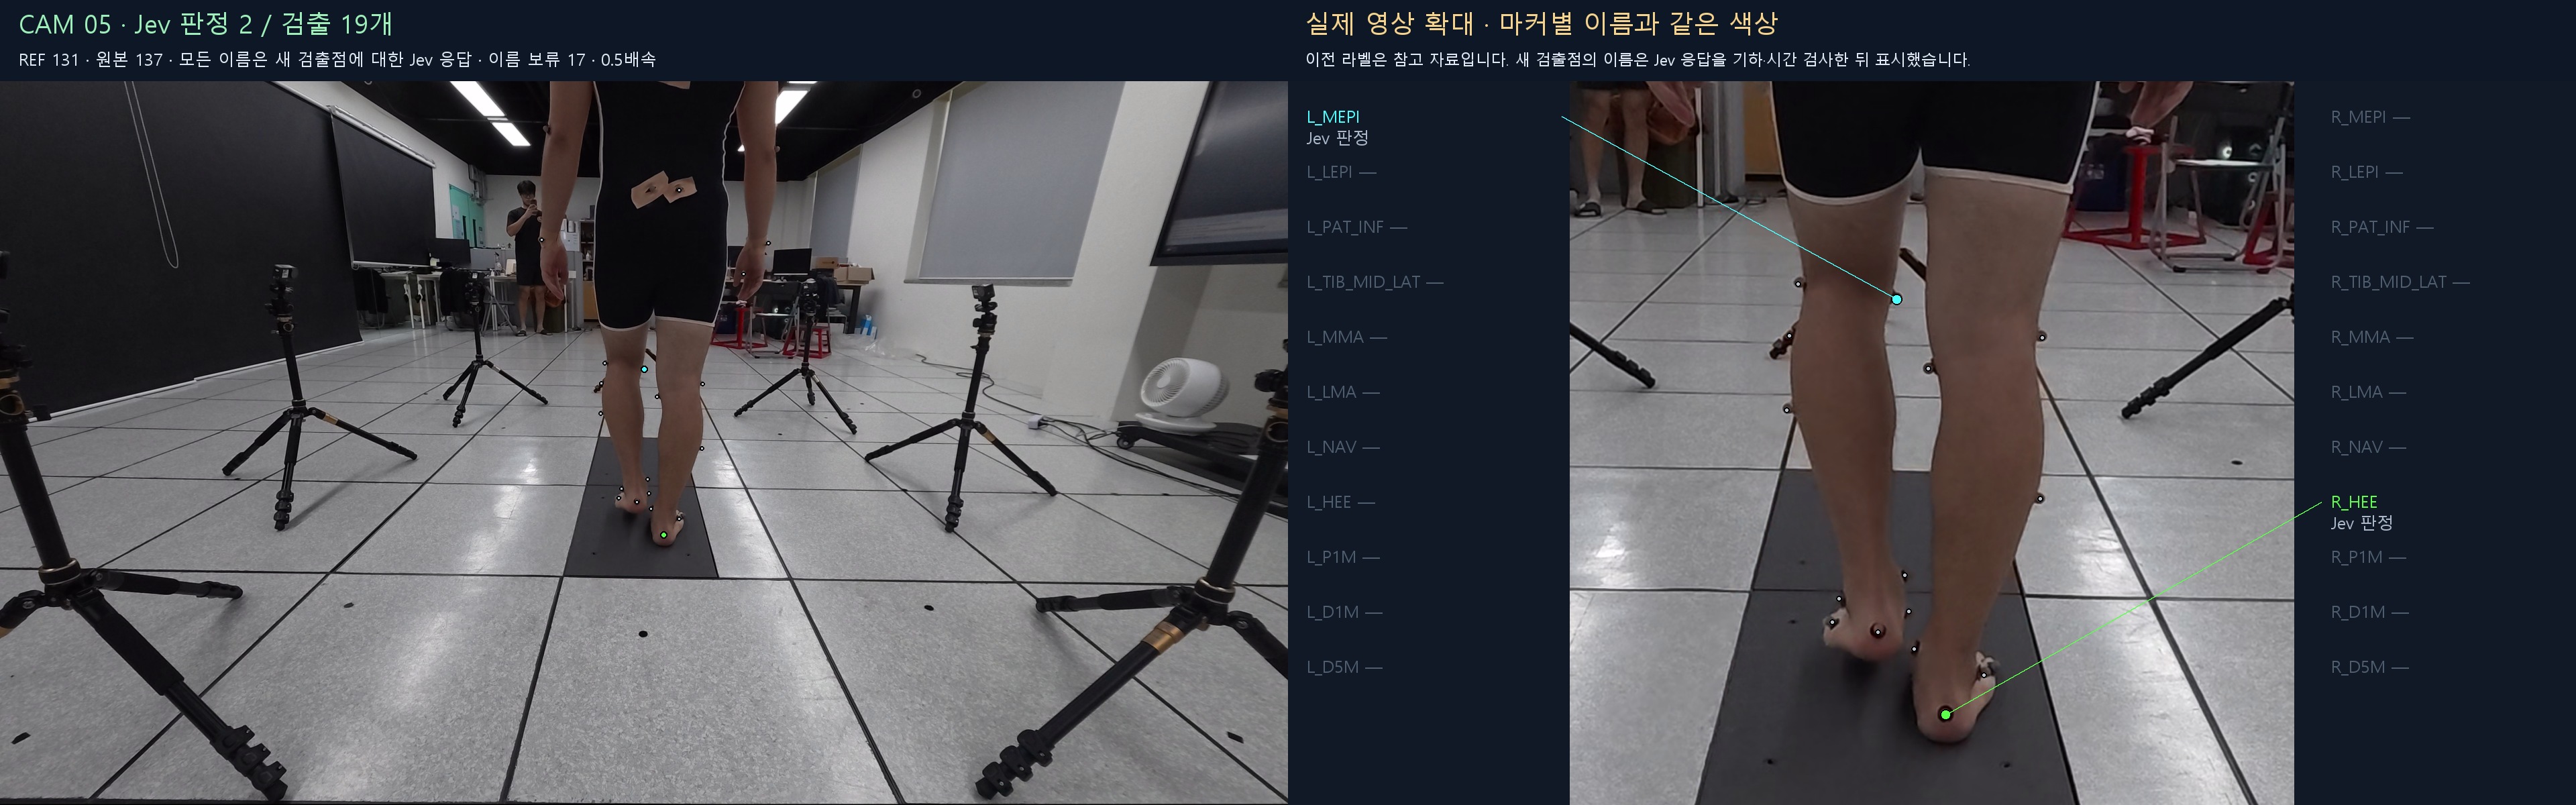 CAM 05 · Jev 판정 2 / 검출 19개
REF 131 · 원본 137 · 모든 이름은 새 검출점에 대한 Jev 응답 · 이름 보류 17 · 0.5배속
실제 영상 확대 · 마커별 이름과 같은 색상
이전 라벨은 참고 자료입니다. 새 검출점의 이름은 Jev 응답을 기하·시간 검사한 뒤 표시했습니다.
L_MEPI
Jev 판정
L_LEPI —
L_PAT_INF —
L_TIB_MID_LAT —
L_MMA —
L_LMA —
L_NAV —
L_HEE —
L_P1M —
L_D1M —
L_D5M —
R_MEPI —
R_LEPI —
R_PAT_INF —
R_TIB_MID_LAT —
R_MMA —
R_LMA —
R_NAV —
R_HEE
Jev 판정
R_P1M —
R_D1M —
R_D5M —